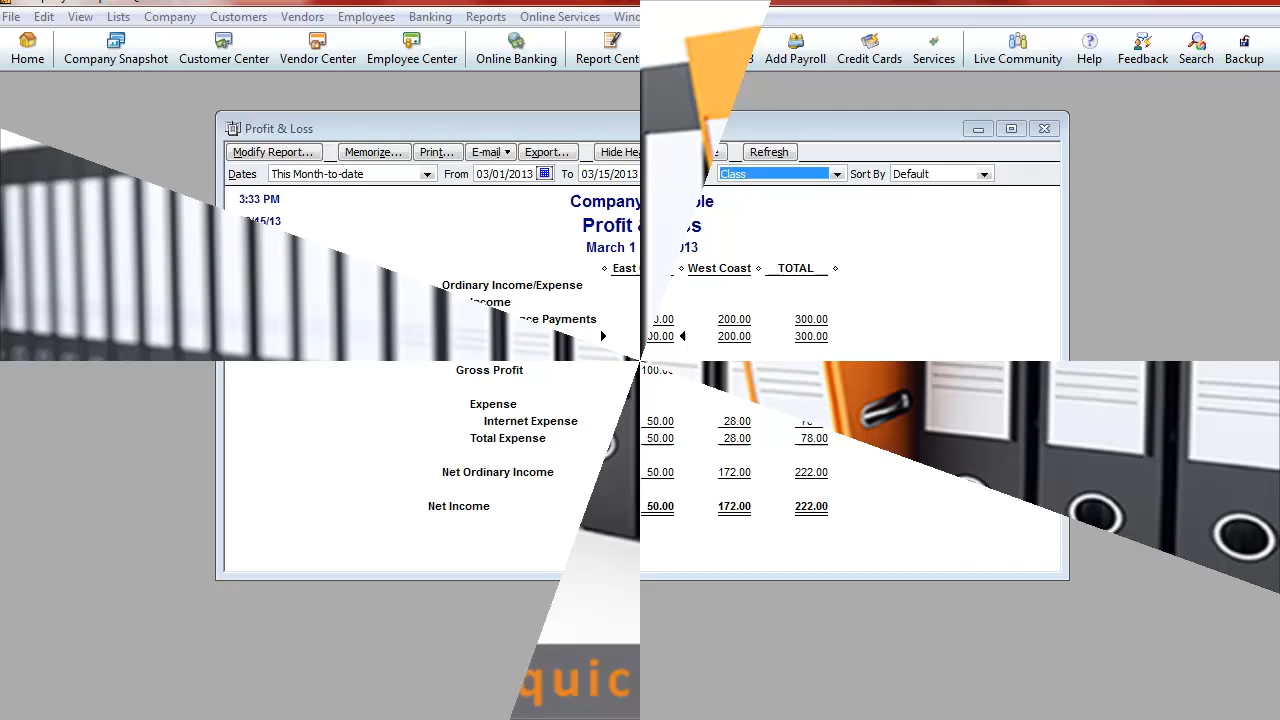 File Edit View Lists Company Customers Vendors Employees Banking Reports Online Services
Home Company Snapshot Customer Center Vendor Center Employee Center Online Banking Report Add Payroll Credit Cards Services Live Community Help Feedback Search Backup
Profit & Loss
Modify Report... Memorize... Print... E-mail Export... Hide Refresh
Dates This Month-to-date From 03/01/2013 To 03/15/2013 Class Sort By Default
3:33 PM
Company
Profit
March 1
East West Coast TOTAL
Ordinary Income/Expense
Payments 200.00 300.00
200.00 300.00
Gross Profit
Expense
Internet Expense 50.00 28.00
Total Expense 50.00 28.00 78.00
Net Ordinary Income 50.00 172.00 222.00
Net Income 50.00 172.00 222.00
quic